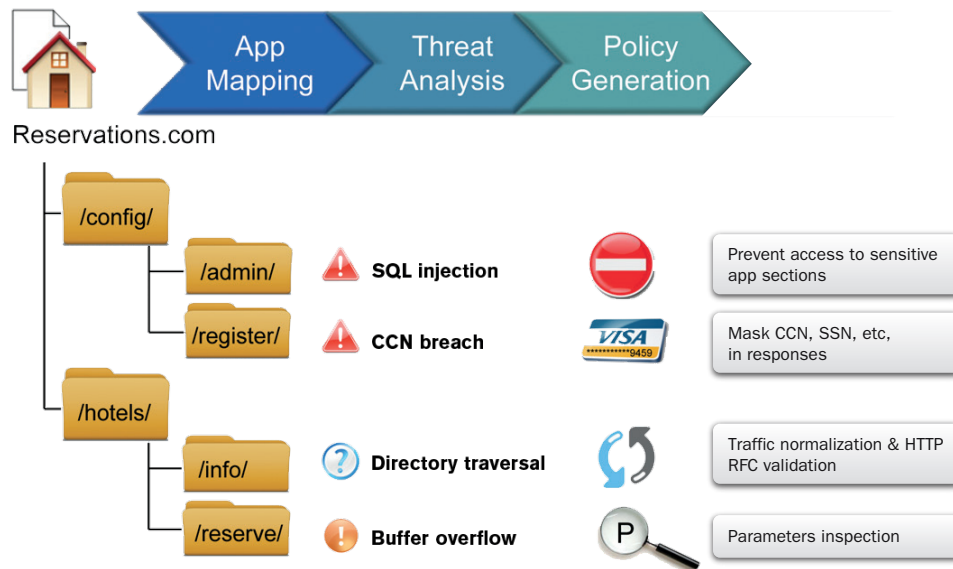 App
Mapping
Threat
Analysis
Policy
Generation
Reservations.com
/config/
/admin/
SQL injection
Prevent access to sensitive
app sections
/register/
CCN breach
VISA
***********9459
Mask CCN, SSN, etc,
in responses
/hotels/
/info/
?
Directory traversal
Traffic normalization & HTTP
RFC validation
/reserve/
!
Buffer overflow
P
Parameters inspection